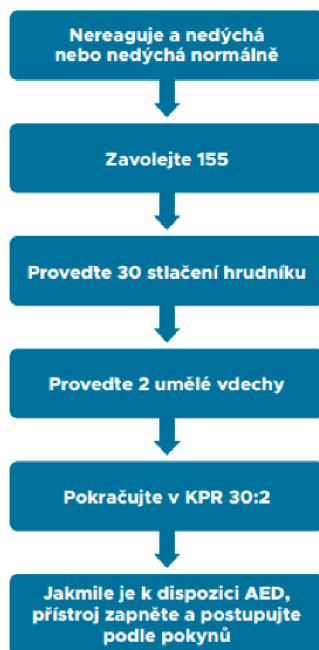 Nereaguje a nedýchá
nebo nedýchá normálně
Zavolejte 155
Proveďte 30 stlačení hrudníku
Proveďte 2 umělé vdechy
Pokračujte v KPR 30:2
Jakmile je k dispozici AED,
přístroj zapněte a postupujte
podle pokynů